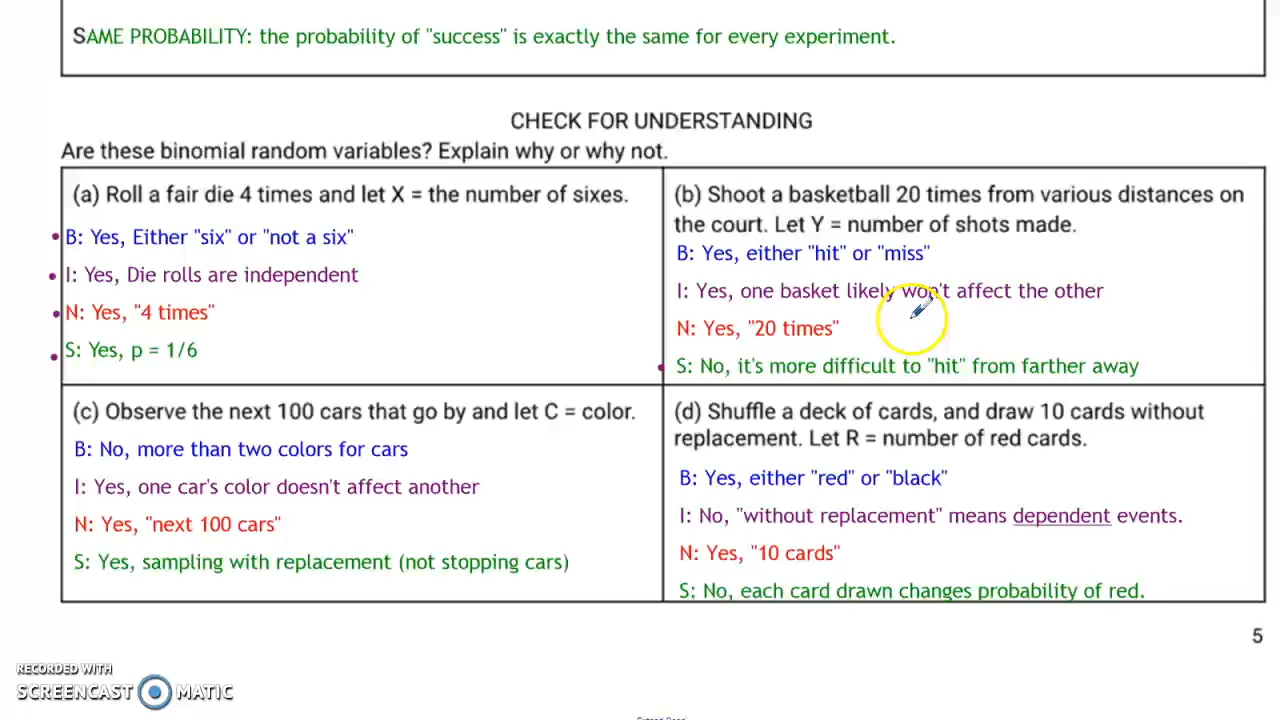 SAME PROBABILITY: the probability of "success" is exactly the same for every experiment.
CHECK FOR UNDERSTANDING
Are these binomial random variables? Explain why or why not.
(a) Roll a fair die 4 times and let X = the number of sixes.
B: Yes, Either "six" or "not a six"
I: Yes, Die rolls are independent
N: Yes, "4 times"
S: Yes, p = 1/6
(b) Shoot a basketball 20 times from various distances on
the court. Let Y = number of shots made.
B: Yes, either "hit" or "miss"
I: Yes, one basket likely won't affect the other
N: Yes, "20 times"
S: No, it's more difficult to "hit" from farther away
(c) Observe the next 100 cars that go by and let C = color.
B: No, more than two colors for cars
I: Yes, one car's color doesn't affect another
N: Yes, "next 100 cars"
S: Yes, sampling with replacement (not stopping cars)
(d) Shuffle a deck of cards, and draw 10 cards without
replacement. Let R = number of red cards.
B: Yes, either "red" or "black"
I: No, "without replacement" means dependent events.
N: Yes, "10 cards"
S: No, each card drawn changes probability of red.
5
RECORDED WITH
SCREENCAST MATIC